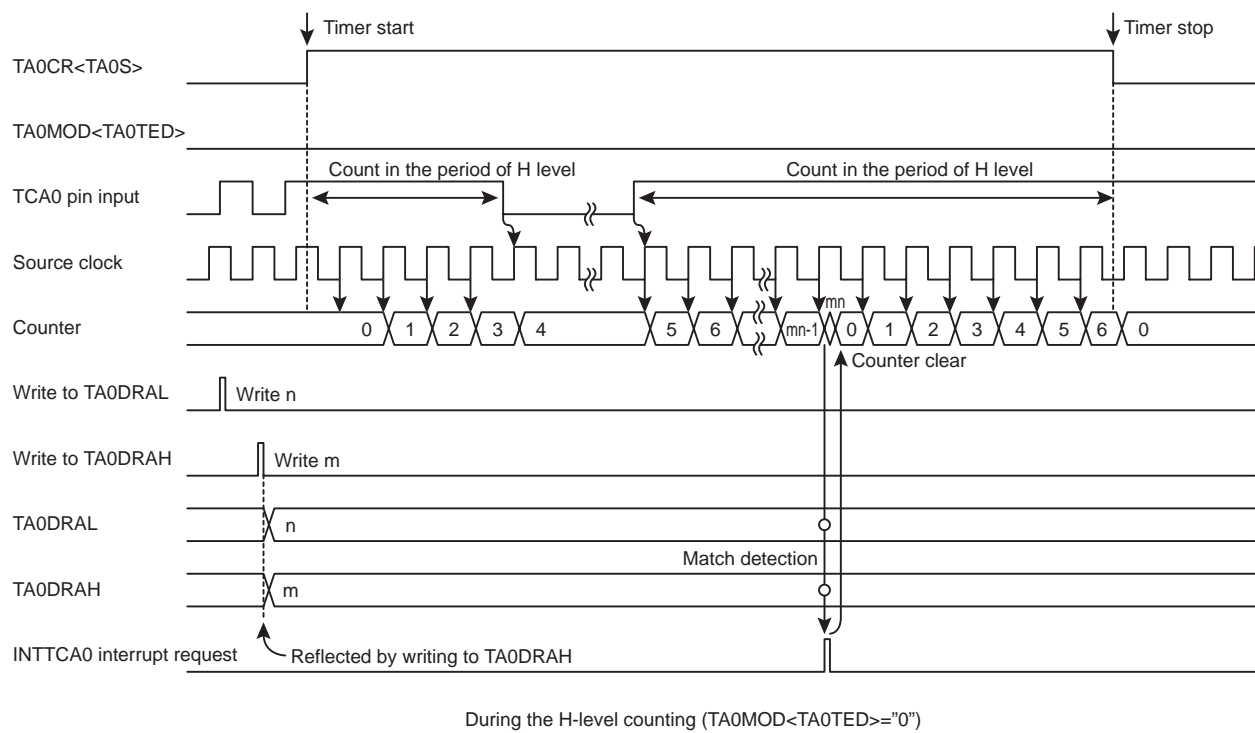 Timer start
Timer stop
TA0CR<TA0S>
TA0MOD<TA0TED>
Count in the period of H level
Count in the period of H level
TCA0 pin input
Source clock
mn
Counter
0 1 2 3 4 5 6 mn-1 0 1 2 3 4 5 6 0
Counter clear
Write to TA0DRAL
Write n
Write to TA0DRAH
Write m
TA0DRAL
n
Match detection
TA0DRAH
m
INTTCA0 interrupt request
Reflected by writing to TA0DRAH
During the H-level counting (TA0MOD<TA0TED>=”0”)